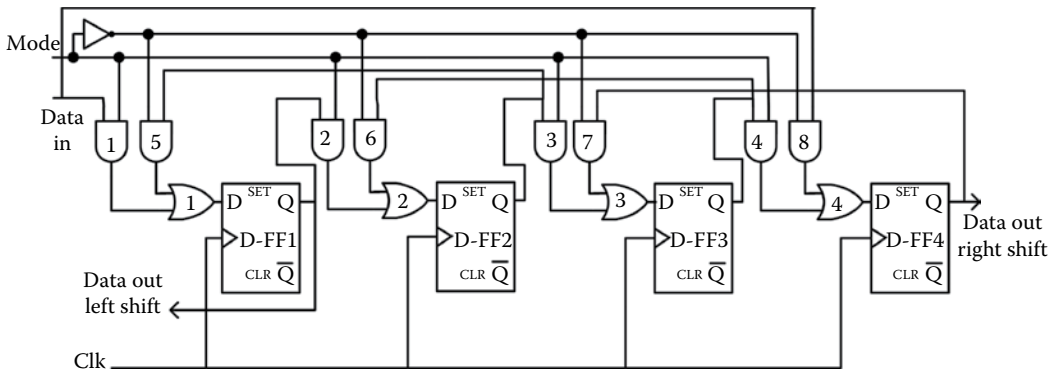 Mode
Data
in
1
5
2
6
3
7
4
8
1
D SET Q
D-FF1
CLR Q̅
2
D SET Q
D-FF2
CLR Q̅
3
D SET Q
D-FF3
CLR Q̅
4
D SET Q
D-FF4
CLR Q̅
Data out
right shift
Data out
left shift
Clk